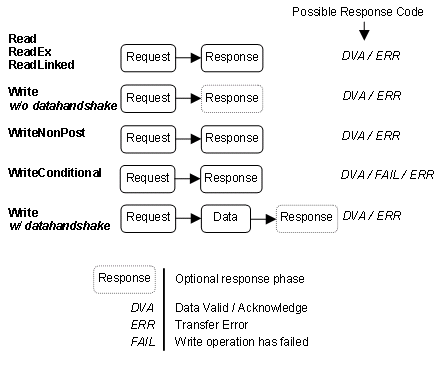 Possible Response Code
Read
ReadEx
ReadLinked
Request Response DVA / ERR
Write
w/o datahandshake
Request Response DVA / ERR
WriteNonPost Request Response DVA / ERR
WriteConditional Request Response DVA / FAIL / ERR
Write
w/ datahandshake
Request Data Response DVA / ERR
Response Optional response phase
DVA Data Valid / Acknowledge
ERR Transfer Error
FAIL Write operation has failed